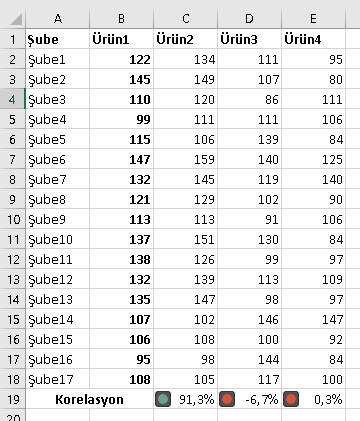 A B C D E
1 Şube Ürün1 Ürün2 Ürün3 Ürün4
2 Şube1 122 134 111 95
3 Şube2 145 149 107 80
4 Şube3 110 120 86 111
5 Şube4 99 111 111 106
6 Şube5 115 106 139 84
7 Şube6 147 159 140 125
8 Şube7 132 145 119 140
9 Şube8 121 129 102 90
10 Şube9 113 113 91 106
11 Şube10 137 151 130 84
12 Şube11 138 126 99 97
13 Şube12 132 139 113 109
14 Şube13 135 147 98 97
15 Şube14 107 102 146 147
16 Şube15 106 108 100 92
17 Şube16 95 98 144 84
18 Şube17 108 105 117 100
19 Korelasyon 91,3% -6,7% 0,3%
20